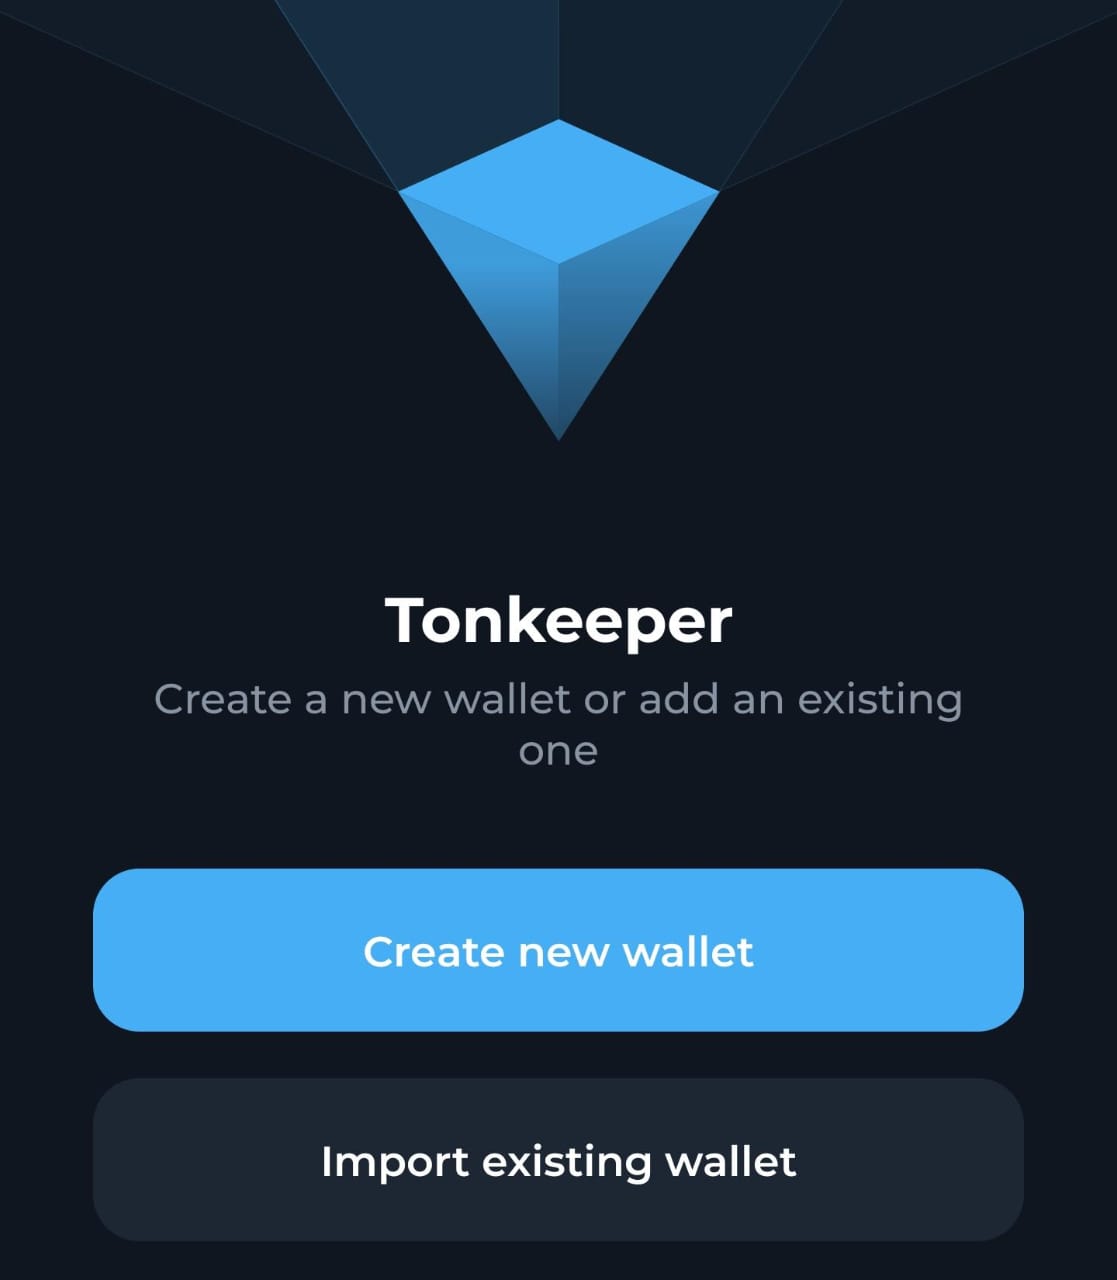 Tonkeeper
Create a new wallet or add an existing
one
Create new wallet
Import existing wallet